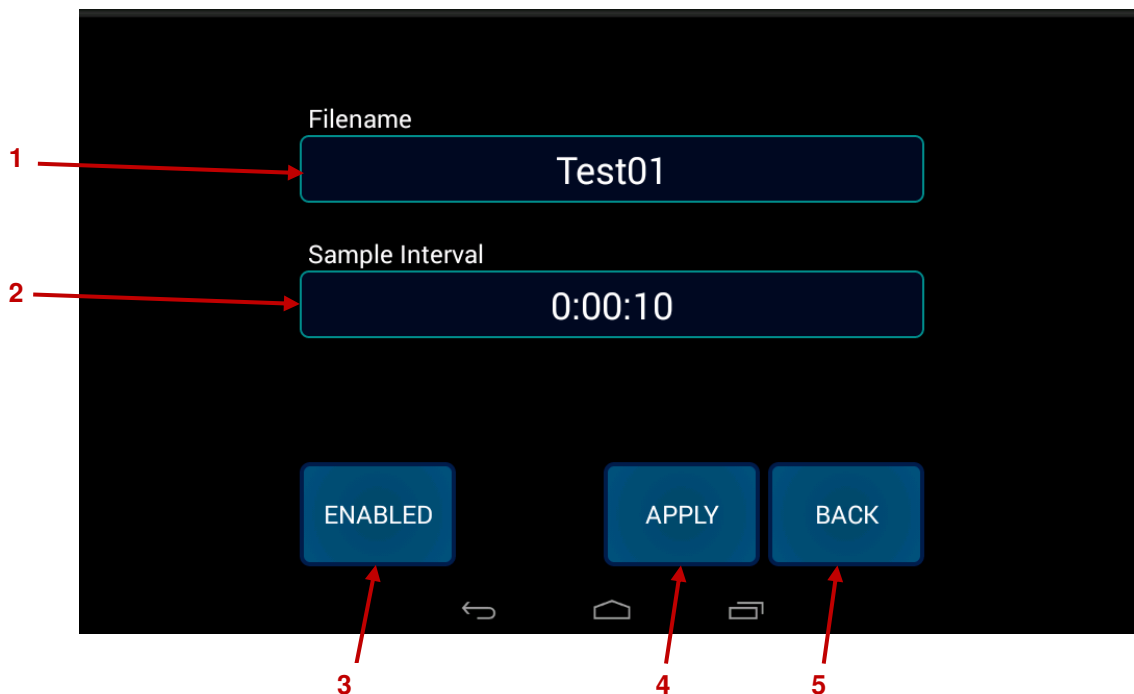 Filename
1
Test01
Sample Interval
2
0:00:10
ENABLED
APPLY
BACK
3
4
5